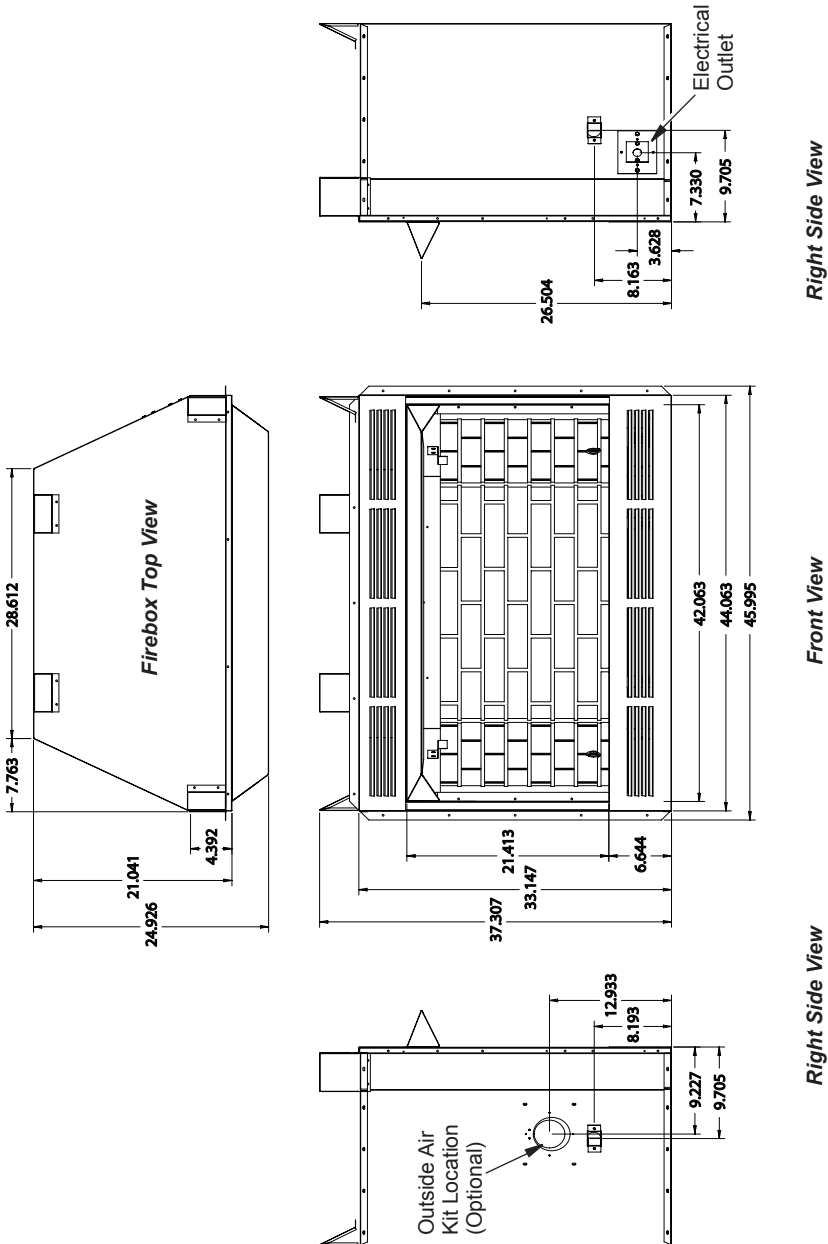 28.612
7.763
Firebox Top View
4.392
21.041
24.926
Electrical
Outlet
7.330
9.705
3.628
8.163
26.504
Right Side View
21.413
6.644
33.147
37.307
42.063
44.063
45.995
Front View
Outside Air
Kit Location
(Optional)
12.933
8.193
9.227
9.705
Right Side View